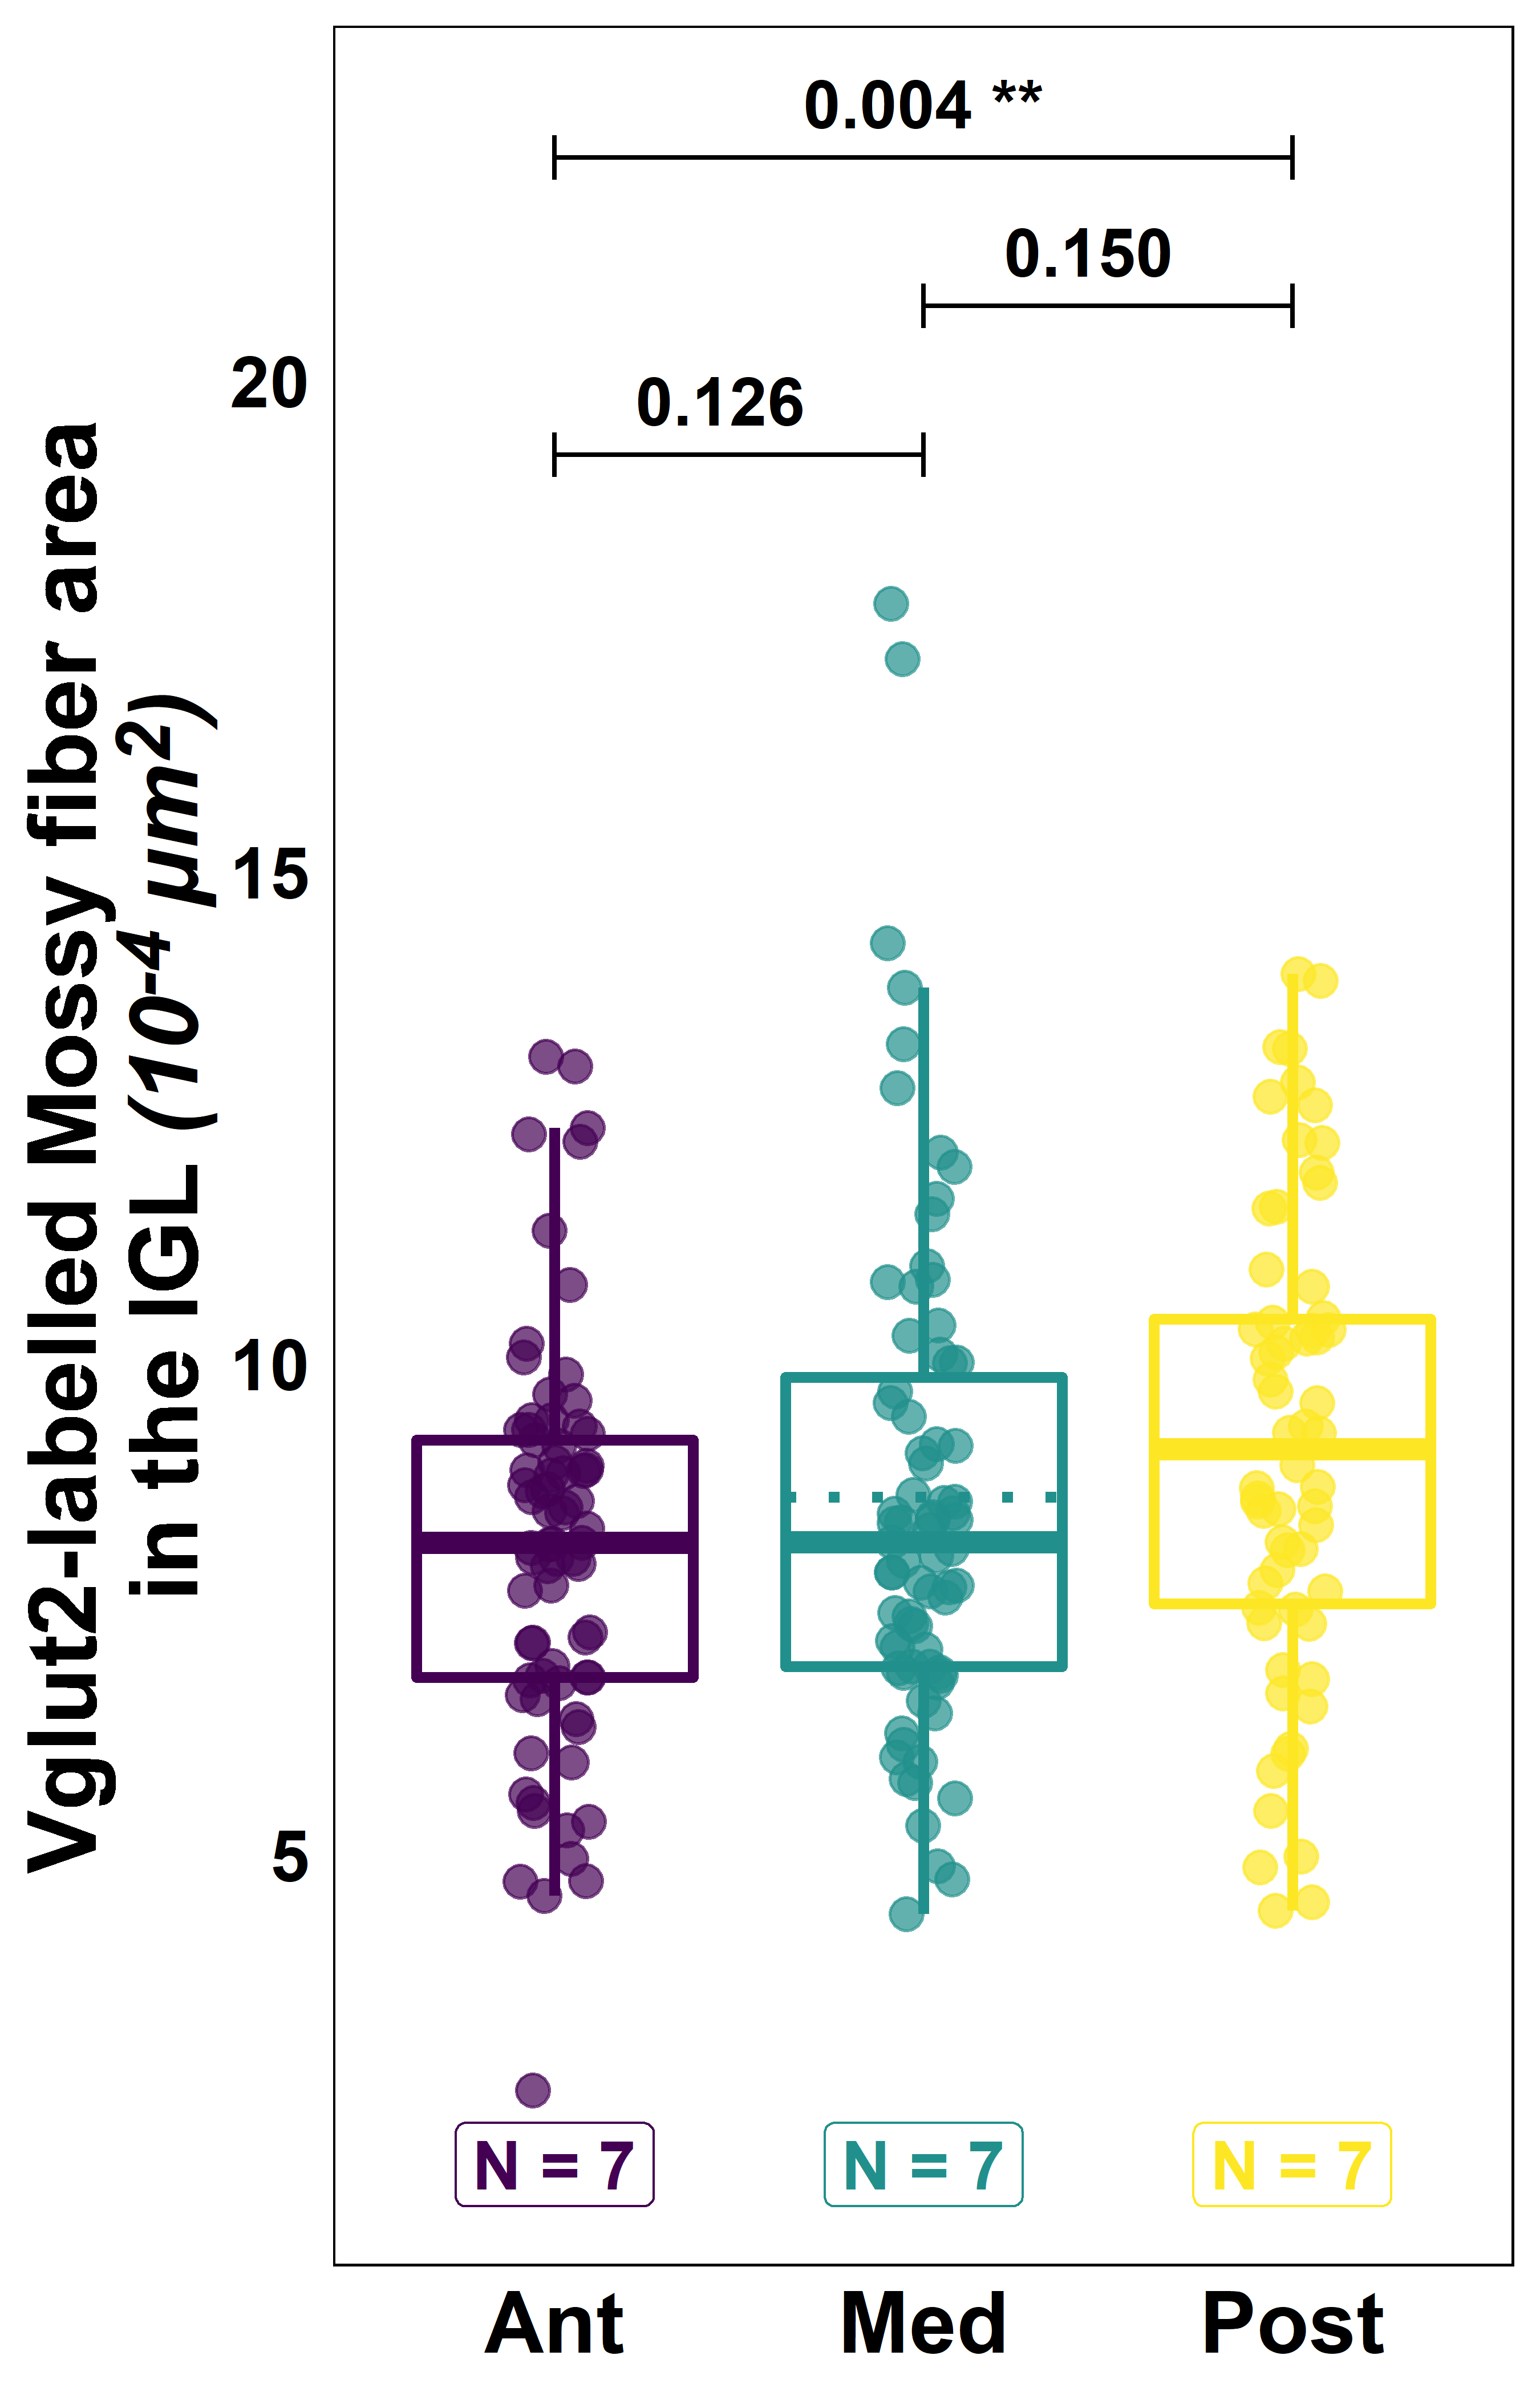 Vglut2-labelled Mossy fiber area
in the IGL (10⁻⁴ µm²)
0.004 **
0.150
0.126
20
15
10
5
N = 7
N = 7
N = 7
Ant
Med
Post